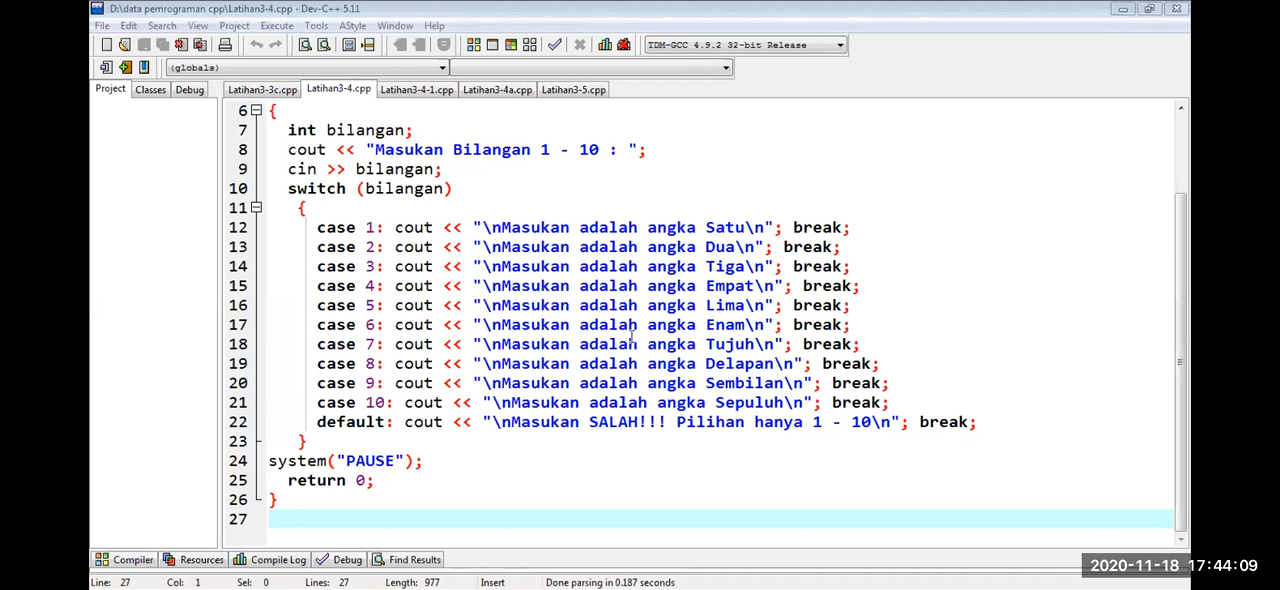 D:\data pemrograman cpp\Latihan3-4.cpp - Dev-C++ 5.11
File Edit Search View Project Execute Tools AStyle Window Help
TDM-GCC 4.9.2 32-bit Release
(globals)
Project Classes Debug Latihan3-3c.cpp Latihan3-4.cpp Latihan3-4-1.cpp Latihan3-4a.cpp Latihan3-5.cpp
6 {
7 int bilangan;
8 cout << "Masukan Bilangan 1 - 10 : ";
9 cin >> bilangan;
10 switch (bilangan)
11 {
12 case 1: cout << "\nMasukan adalah angka Satu\n"; break;
13 case 2: cout << "\nMasukan adalah angka Dua\n"; break;
14 case 3: cout << "\nMasukan adalah angka Tiga\n"; break;
15 case 4: cout << "\nMasukan adalah angka Empat\n"; break;
16 case 5: cout << "\nMasukan adalah angka Lima\n"; break;
17 case 6: cout << "\nMasukan adalah angka Enam\n"; break;
18 case 7: cout << "\nMasukan adalah angka Tujuh\n"; break;
19 case 8: cout << "\nMasukan adalah angka Delapan\n"; break;
20 case 9: cout << "\nMasukan adalah angka Sembilan\n"; break;
21 case 10: cout << "\nMasukan adalah angka Sepuluh\n"; break;
22 default: cout << "\nMasukan SALAH!!! Pilihan hanya 1 - 10\n"; break;
23 }
24 system("PAUSE");
25 return 0;
26 }
27
Compiler Resources Compile Log Debug Find Results
2020-11-18 17:44:09
Line: 27 Col: 1 Sel: 0 Lines: 27 Length: 977 Insert Done parsing in 0.187 seconds